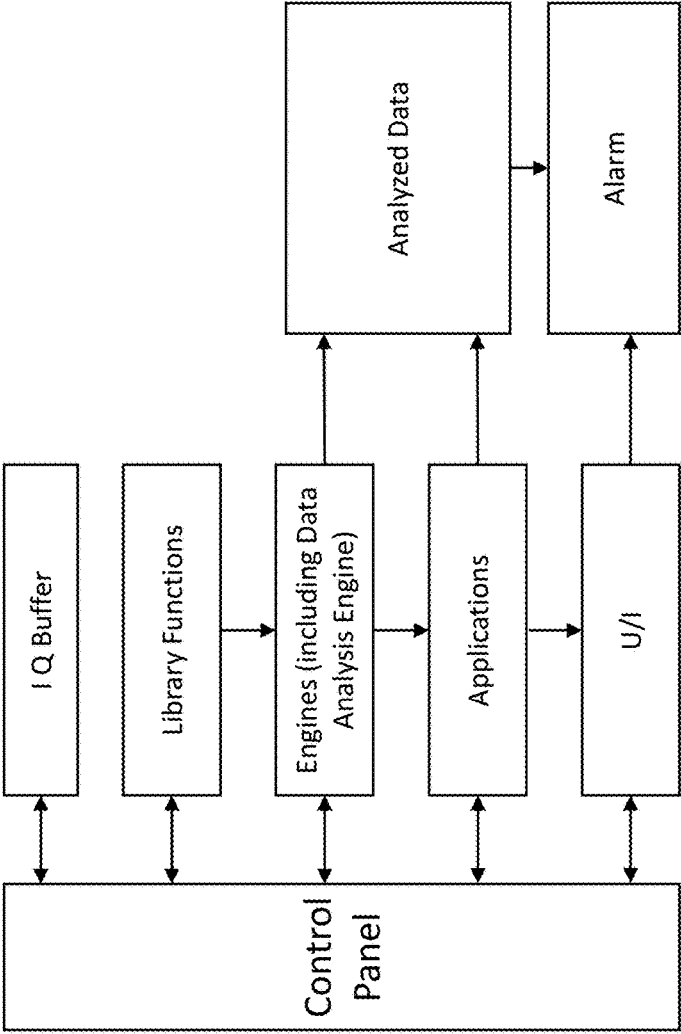 I Q Buffer
Library Functions
Engines (including Data
Analysis Engine)
Applications
U/I
Control
Panel
Analyzed Data
Alarm